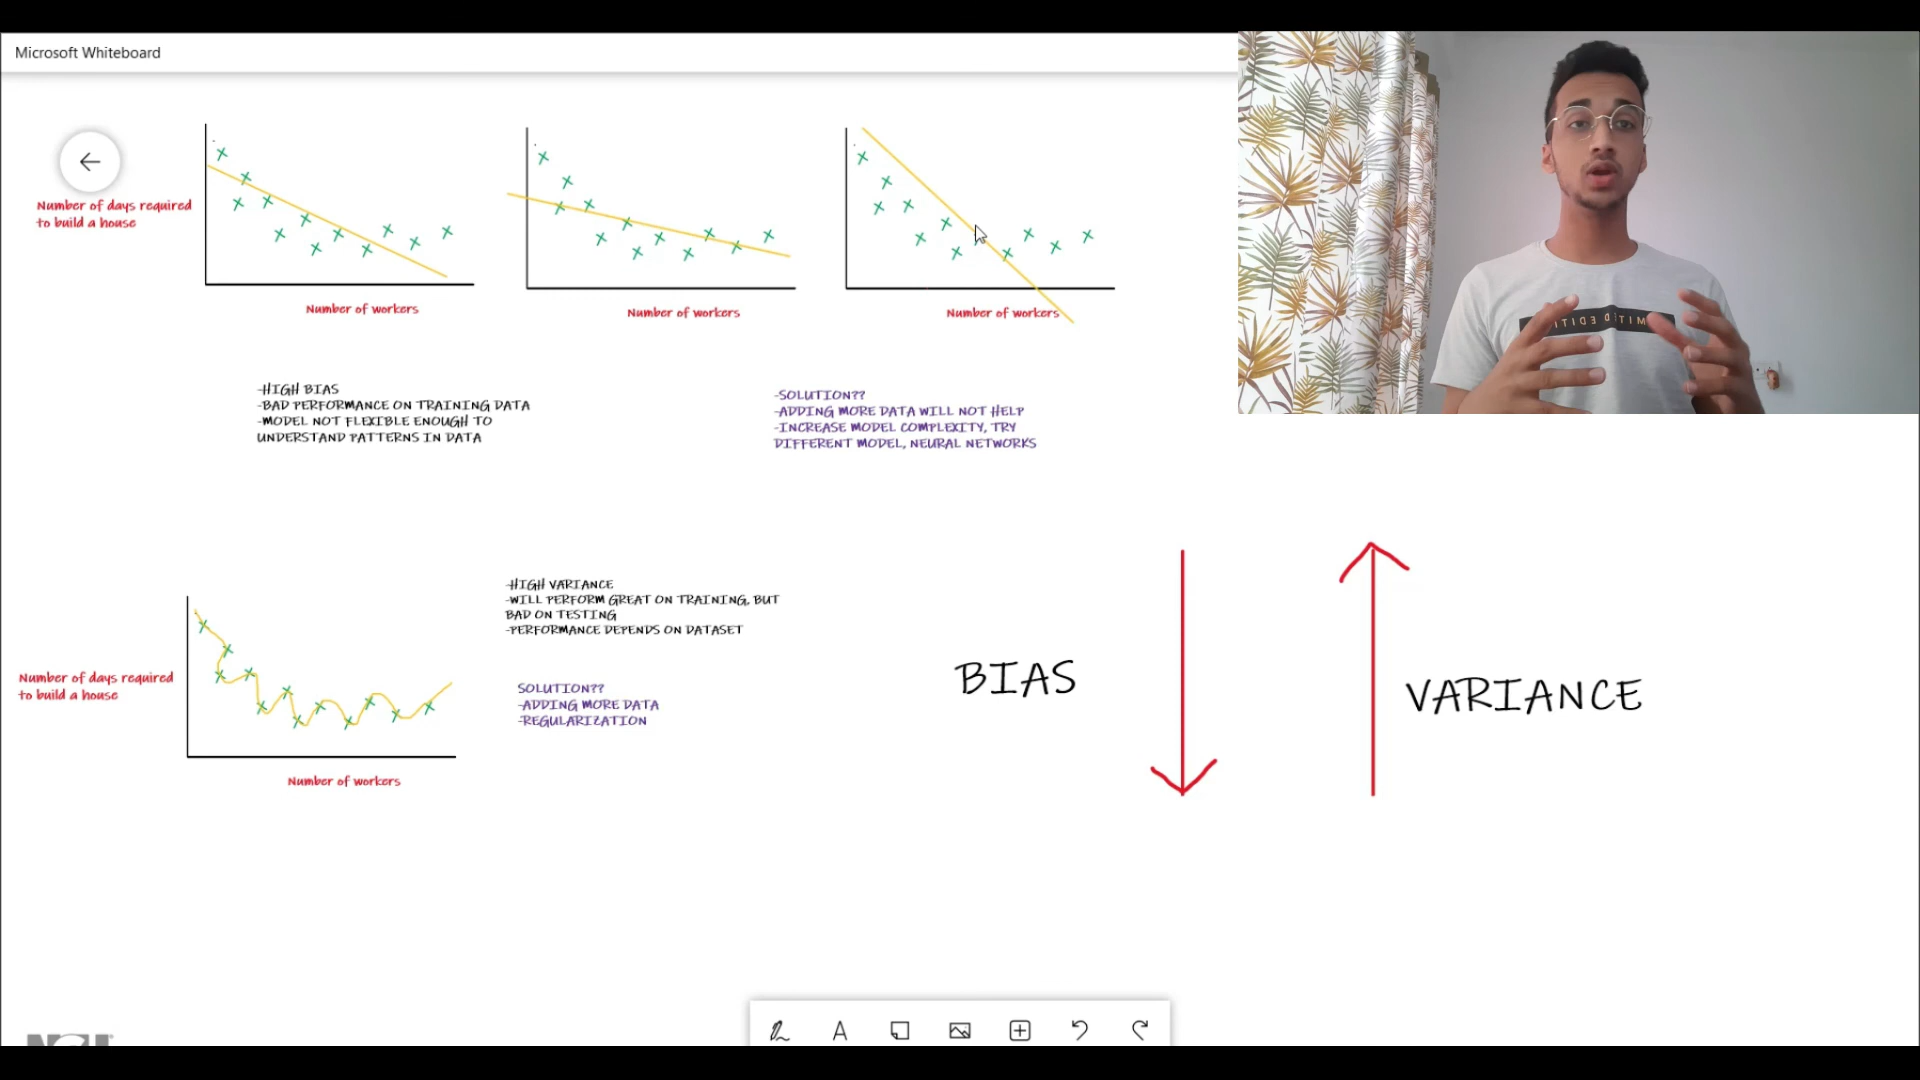 Microsoft Whiteboard
Number of days required
to build a house
Number of workers
Number of workers
Number of workers
-HIGH BIAS
-BAD PERFORMANCE ON TRAINING DATA
-MODEL NOT FLEXIBLE ENOUGH TO
UNDERSTAND PATTERNS IN DATA
-SOLUTION??
-ADDING MORE DATA WILL NOT HELP
-INCREASE MODEL COMPLEXITY, TRY
DIFFERENT MODEL, NEURAL NETWORKS
-HIGH VARIANCE
-WILL PERFORM GREAT ON TRAINING, BUT
BAD ON TESTING
-PERFORMANCE DEPENDS ON DATASET
SOLUTION??
-ADDING MORE DATA
-REGULARIZATION
Number of days required
to build a house
Number of workers
BIAS
VARIANCE